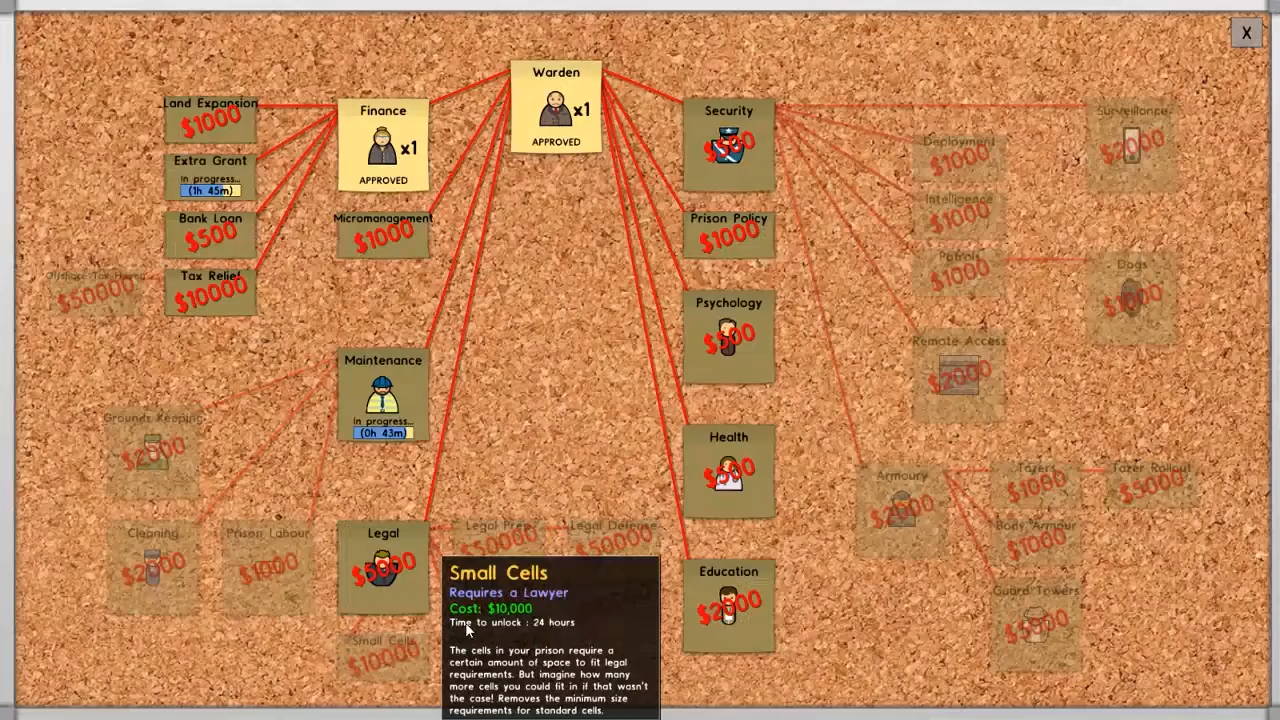 X
Warden
x1
APPROVED
Land Expansion
$1000
Finance
x1
APPROVED
Extra Grant
In progress...
(1h 45m)
Bank Loan
$500
Tax Relief
$10000
Offshore Tax Haven
$50000
Micromanagement
$1000
Security
$500
Prison Policy
$1000
Psychology
$500
Health
$500
Education
$2000
Surveillance
$2000
Deployment
$1000
Intelligence
$1000
Patrols
$1000
Dogs
$1000
Remote Access
$2000
Armoury
$2000
Tazers
$1000
Tazer Rollout
$5000
Body Armour
$1000
Guard Towers
$5000
Maintenance
In progress...
(0h 43m)
Grounds Keeping
$2000
Cleaning
$2000
Prison Labour
$1000
Legal
$5000
Legal Prep
$50000
Legal Defense
$50000
Small Cells
$10000
Small Cells
Requires a Lawyer
Cost: $10,000
Time to unlock : 24 hours
The cells in your prison require a
certain amount of space to fit legal
requirements. But imagine how many
more cells you could fit in if that wasn't
the case! Removes the minimum size
requirements for standard cells.